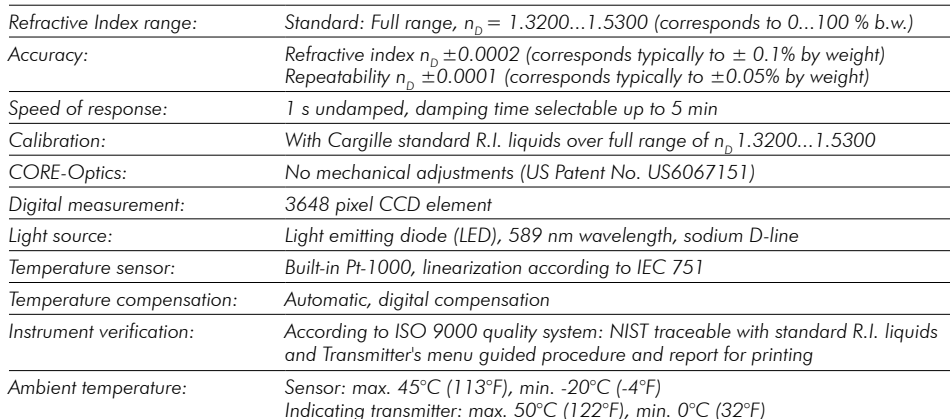 Refractive Index range: Standard: Full range, nD = 1.3200...1.5300 (corresponds to 0...100 % b.w.)
Accuracy: Refractive index nD ±0.0002 (corresponds typically to ± 0.1% by weight)
Repeatability nD ±0.0001 (corresponds typically to ±0.05% by weight)
Speed of response: 1 s undamped, damping time selectable up to 5 min
Calibration: With Cargille standard R.I. liquids over full range of nD 1.3200...1.5300
CORE-Optics: No mechanical adjustments (US Patent No. US6067151)
Digital measurement: 3648 pixel CCD element
Light source: Light emitting diode (LED), 589 nm wavelength, sodium D-line
Temperature sensor: Built-in Pt-1000, linearization according to IEC 751
Temperature compensation: Automatic, digital compensation
Instrument verification: According to ISO 9000 quality system: NIST traceable with standard R.I. liquids
and Transmitter's menu guided procedure and report for printing
Ambient temperature: Sensor: max. 45°C (113°F), min. -20°C (-4°F)
Indicating transmitter: max. 50°C (122°F), min. 0°C (32°F)